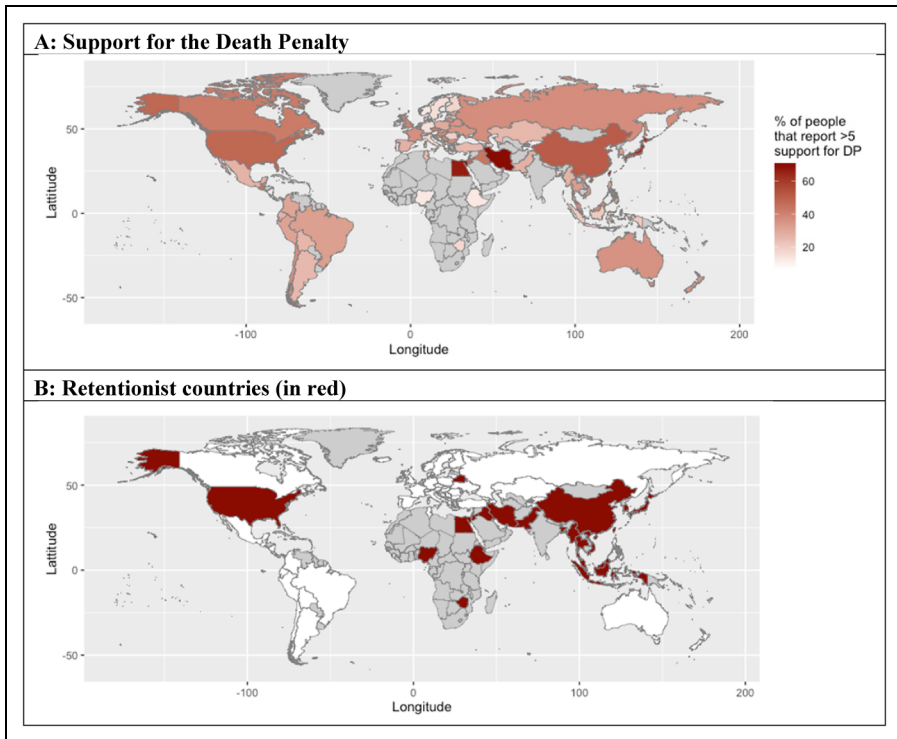 A: Support for the Death Penalty
% of people
that report >5
support for DP
60
40
20
50
0
-50
Lattitude
-100
0
100
200
Longitude
B: Retentionist countries (in red)
50
0
-50
Lattitude
-100
0
100
200
Longitude